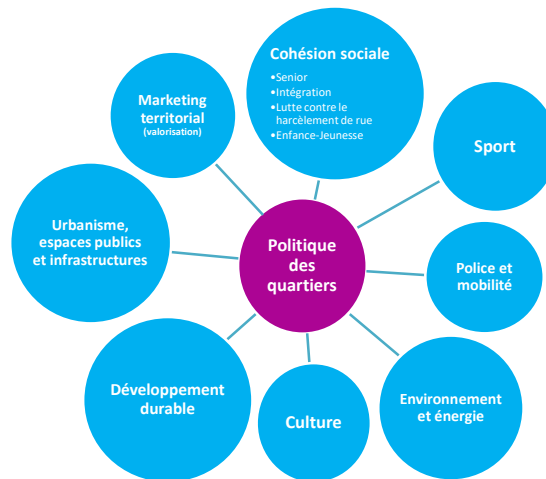 Cohésion sociale
•Senior
•Intégration
•Lutte contre le
harcèlement de rue
•Enfance-Jeunesse
Marketing
territorial
(valorisation)
Sport
Urbanisme,
espaces publics
et infrastructures
Politique
des
quartiers
Police et
mobilité
Développement
durable
Culture
Environnement
et énergie